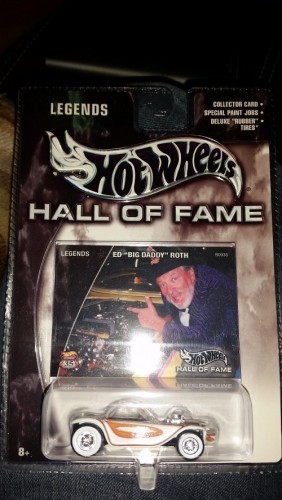 LEGENDS
COLLECTOR CARD •
SPECIAL PAINT JOBS •
DELUXE "RUBBER" •
TIRES*
Hot Wheels
HALL OF FAME
LEGENDS
ED "BIG DADDY" ROTH
Hot Wheels
HALL OF FAME
8+